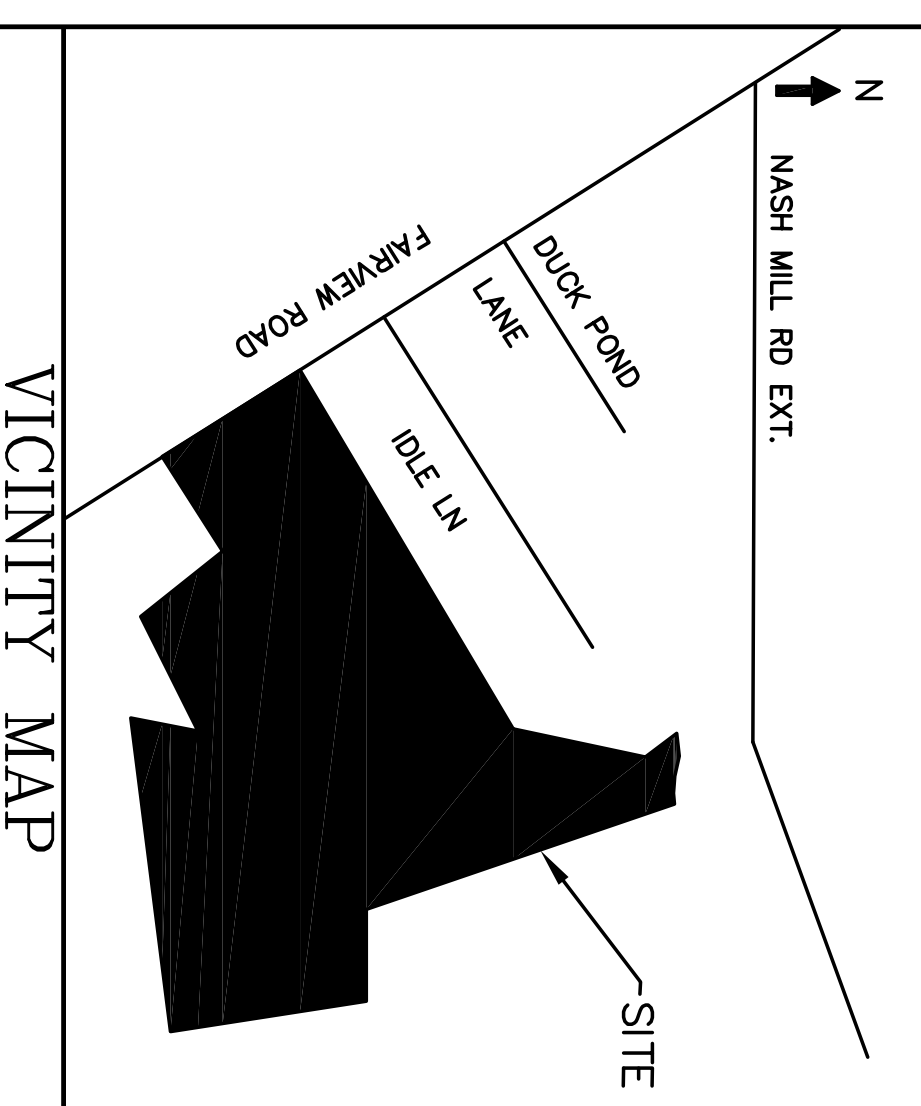 N
NASH MILL RD EXT.
DUCK POND
LANE
FAIRVIEW ROAD
IDLE LN
SITE
VICINITY MAP